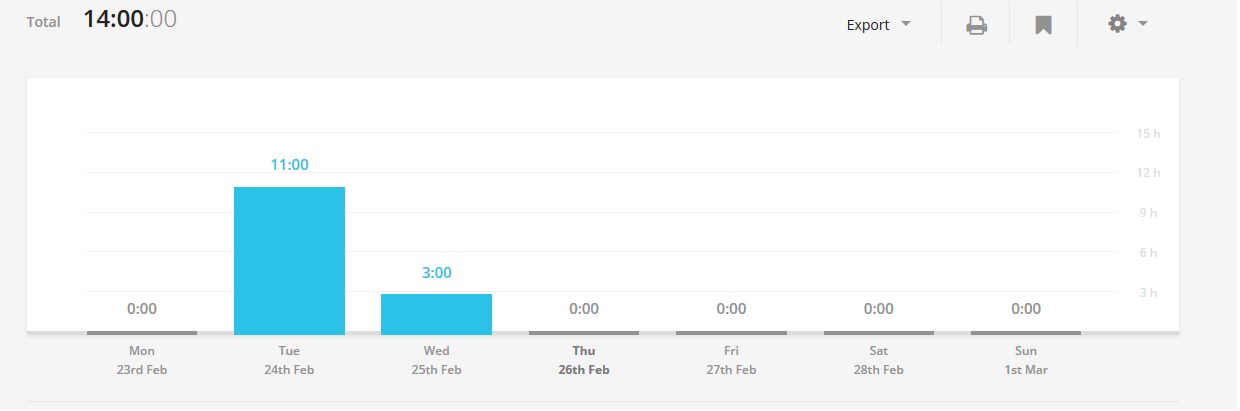 Total 14:00:00
Export
15 h
11:00
12 h
9 h
6 h
3:00
3 h
0:00 0:00 0:00 0:00 0:00
Mon Tue Wed Thu Fri Sat Sun
23rd Feb 24th Feb 25th Feb 26th Feb 27th Feb 28th Feb 1st Mar